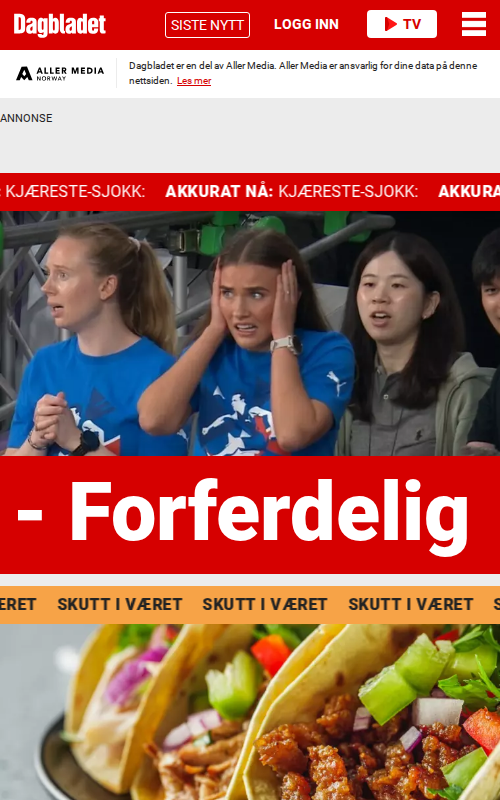 Dagbladet
SISTE NYTT
LOGG INN
TV
ALLER MEDIA
NORWAY
Dagbladet er en del av Aller Media. Aller Media er ansvarlig for dine data på denne
nettsiden. Les mer
ANNONSE
: KJÆRESTE-SJOKK: AKKURAT NÅ: KJÆRESTE-SJOKK: AKKURA
- Forferdelig
ERET SKUTT I VÆRET SKUTT I VÆRET SKUTT I VÆRET S